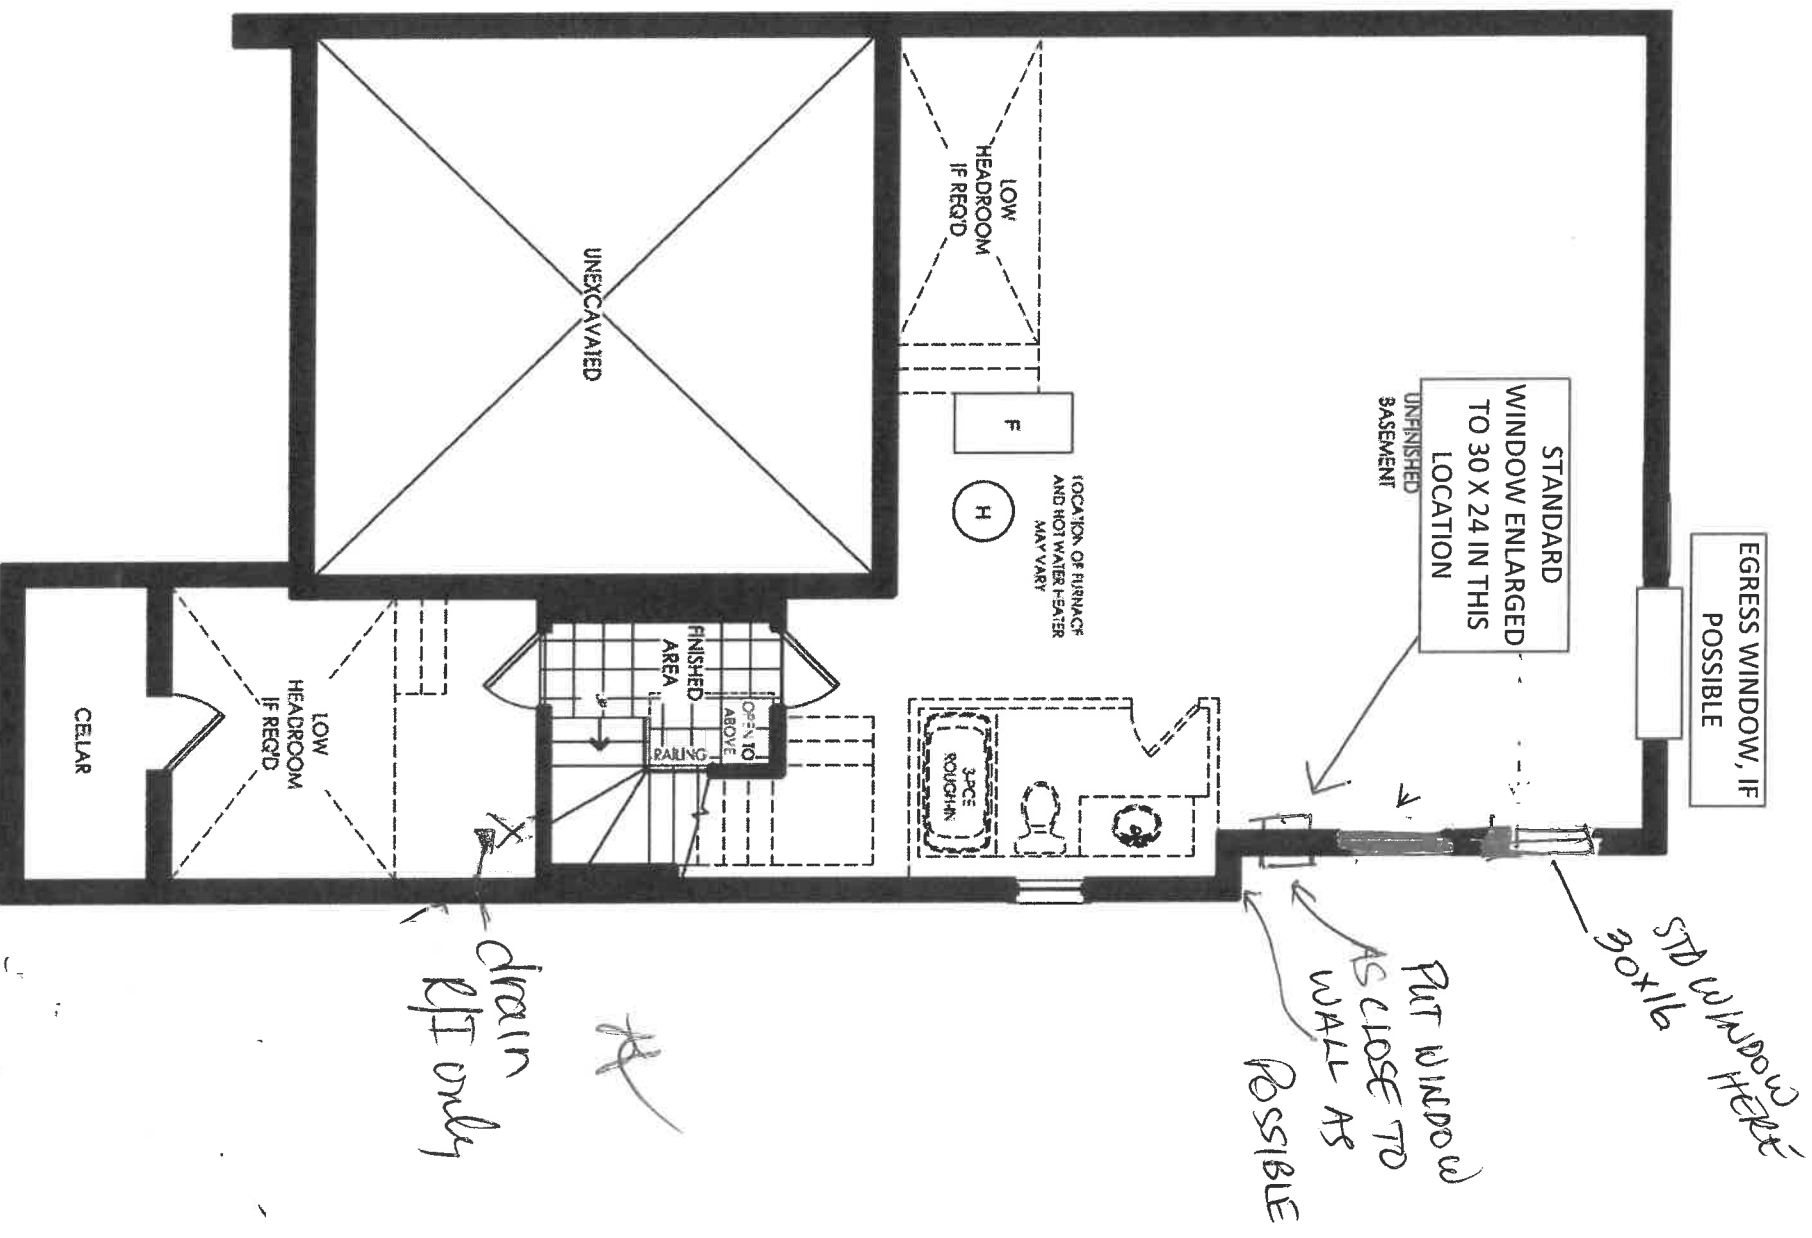 EGRESS WINDOW, IF
POSSIBLE
STANDARD
WINDOW ENLARGED
TO 30 X 24 IN THIS
LOCATION
UNFINISHED
BASEMENT
STD WINDOW
HERE
30X16
PUT WINDOW
AS CLOSE TO
WALL AS
POSSIBLE
LOW
HEADROOM
IF REQ'D
F
H
LOCATION OF FURNACE
AND HOT WATER HEATER
MAY VARY
3-PCE
ROUGH-IN
UNEXCAVATED
FINISHED
AREA
OPEN TO
ABOVE
RAILING
drain
R/I only
LOW
HEADROOM
IF REQ'D
CELLAR